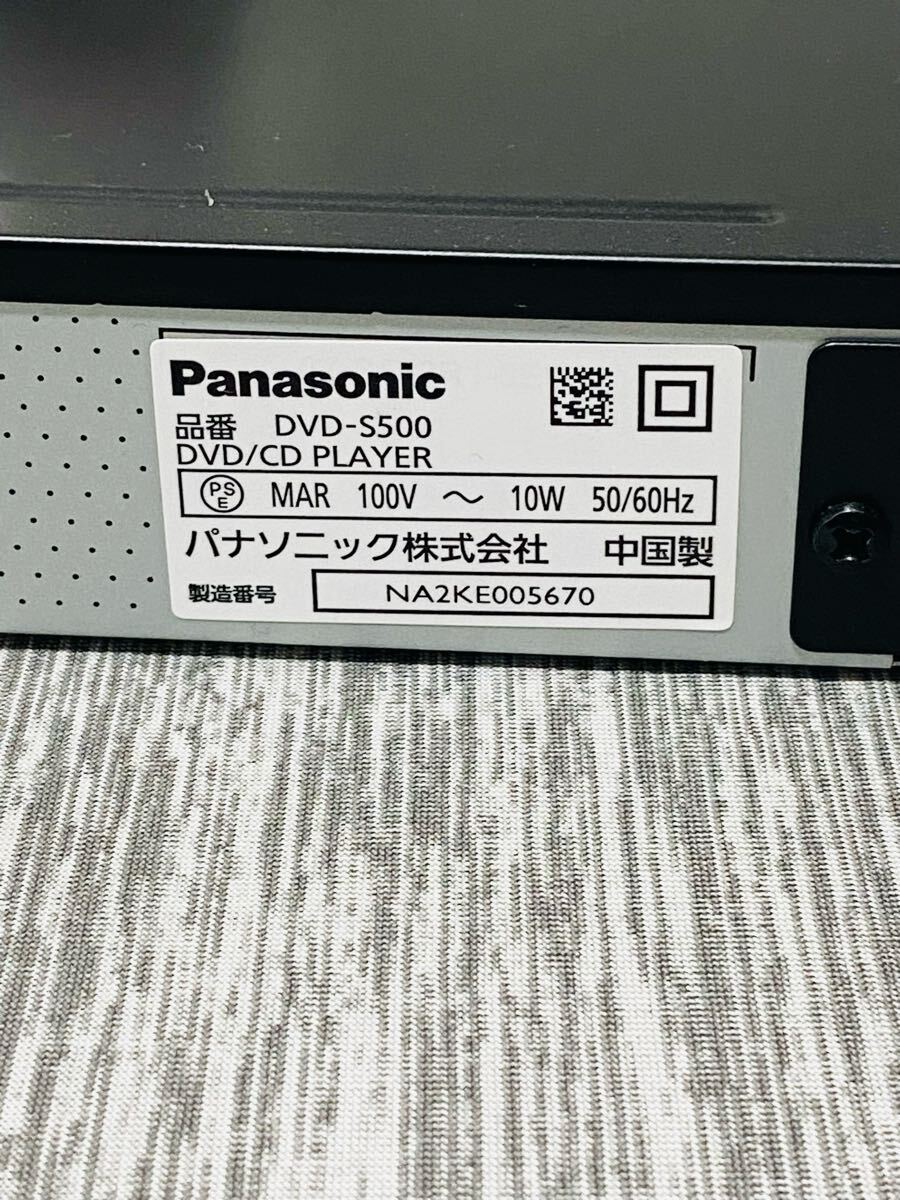 Panasonic
品番 DVD-S500
DVD/CD PLAYER
PS E MAR 100V ～ 10W 50/60Hz
パナソニック株式会社 中国製
製造番号 NA2KE005670